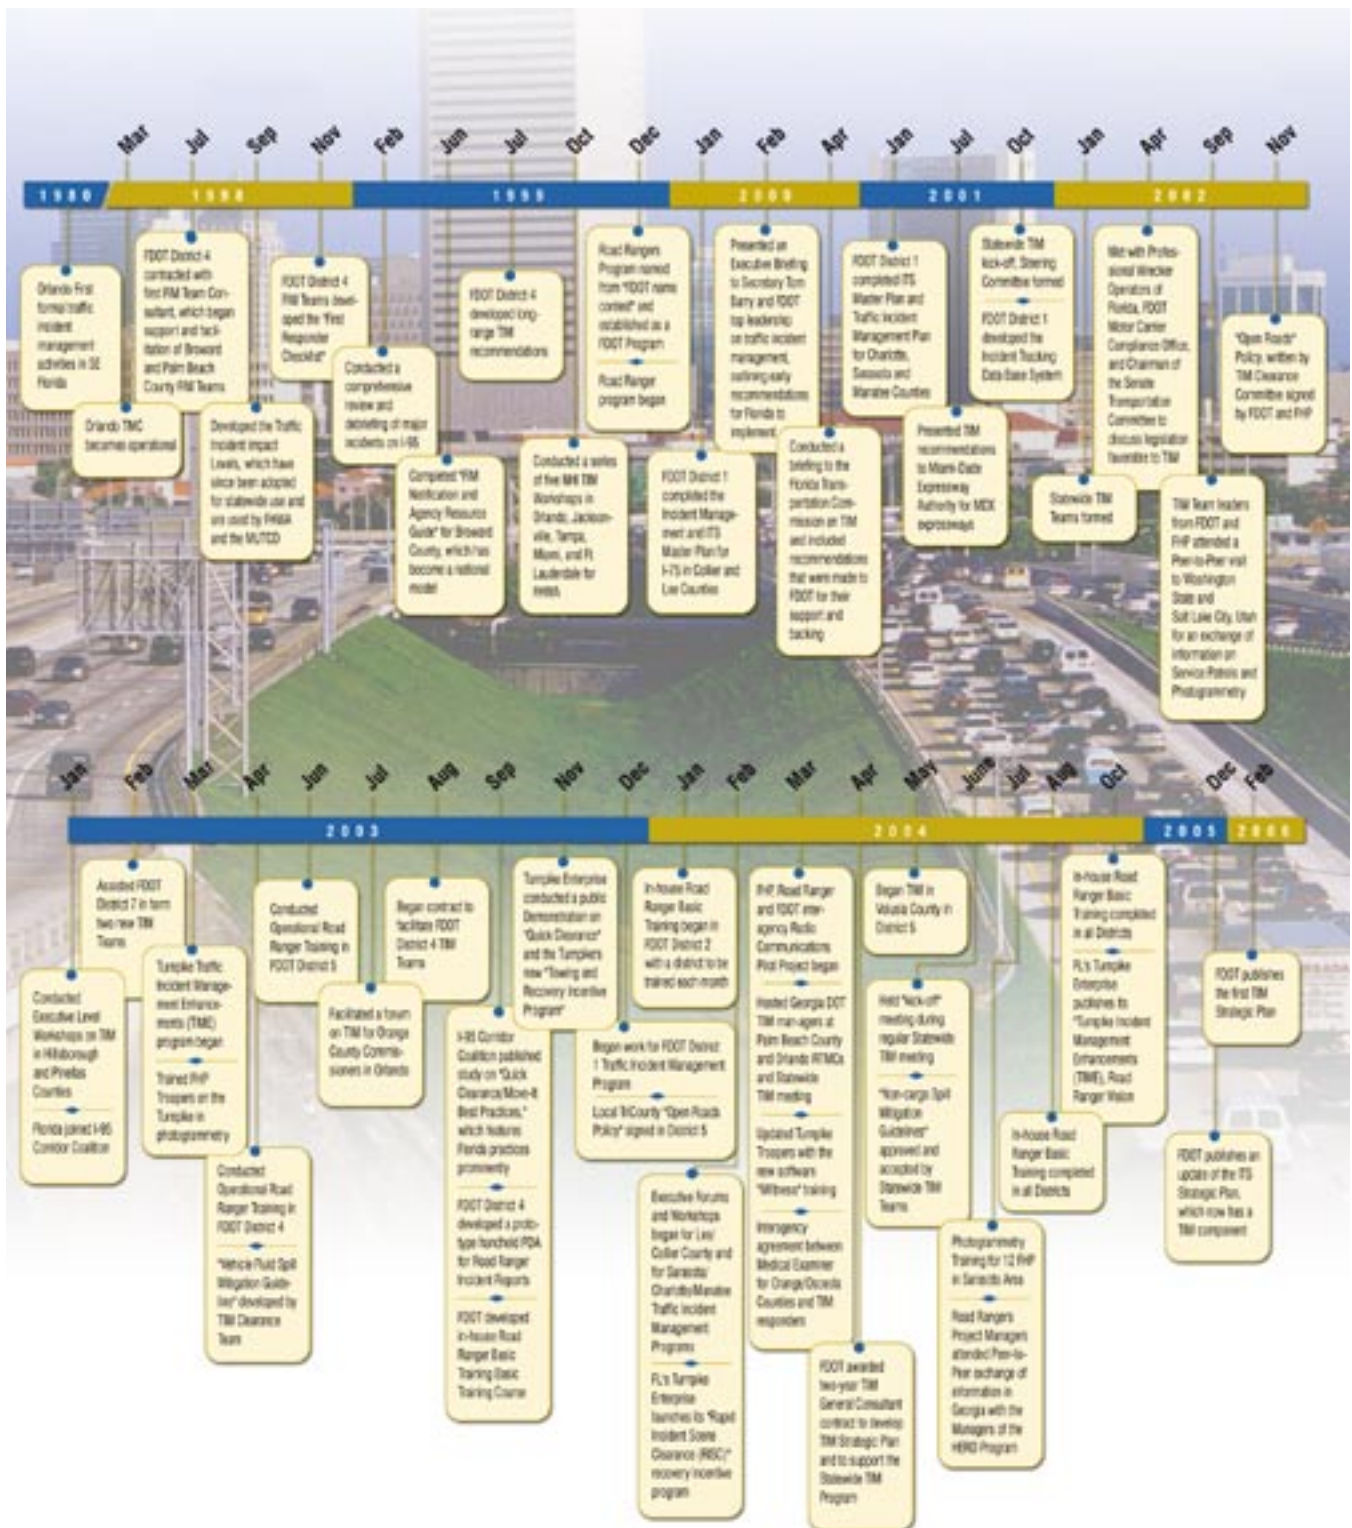 Mar
Jul
Sep
Nov
Feb
Jun
Jul
Oct
Dec
Jan
Feb
Apr
Jan
Jul
Oct
Jan
Apr
Sep
Nov
1980
1998
1999
2000
2001
2002
Orlando First
formal traffic
incident
management
activities in SE
Florida
Orlando TMC
becomes operational
FDOT District 4
contracted with
first RIM Team Con-
sultant, which began
support and facil-
itation of Broward
and Palm Beach
County RIM Teams
Developed the Traffic
Incident Impact
Levels, which have
since been adopted
for statewide use and
are used by FHWA
and the MUTCD
FDOT District 4
RIM Teams devel-
oped the "First
Responder
Checklist"
Conducted a
comprehensive
review and
debriefing of major
incidents on I-95
Completed "RIM
Notification and
Agency Resource
Guide" for Broward
County, which has
become a national
model
FDOT District 4
developed long-
range TIM
recommendations
Conducted a series
of five NHI TIM
Workshops in
Orlando, Jackson-
ville, Tampa,
Miami, and Ft.
Lauderdale for
FHWA
Road Rangers
Program named
from "FDOT name
contest" and
established as a
FDOT Program
Road Ranger
program began
FDOT District 1
completed the
Incident Manage-
ment and ITS
Master Plan for
I-75 in Collier and
Lee Counties
Presented an
Executive Briefing
to Secretary Tom
Barry and FDOT
top leadership
on traffic incident
management,
outlining early
recommendations
for Florida to
implement
Conducted a
briefing to the
Florida Trans-
portation Com-
mission on TIM
and included
recommendations
that were made to
FDOT for their
support and
backing
FDOT District 1
completed ITS
Master Plan and
Traffic Incident
Management Plan
for Charlotte,
Sarasota and
Manatee Counties
Presented TIM
recommendations
to Miami-Dade
Expressway
Authority for MDX
expressways
Statewide TIM
kick-off, Steering
Committee formed
FDOT District 1
developed the
Incident Tracking
Data Base System
Statewide TIM
Teams formed
Met with Profes-
sional Wrecker
Operators of
Florida, FDOT
Motor Carrier
Compliance Office,
and Chairman of
the Senate
Transportation
Committee to
discuss legislation
favorable to TIM
TIM Team leaders
from FDOT and
FHP attended a
Peer-to-Peer visit
to Washington
State and
Salt Lake City, Utah
for an exchange of
information on
Service Patrols and
Photogrammetry
"Open Roads"
Policy, written by
TIM Clearance
Committee signed
by FDOT and FHP
Jan
Feb
Mar
Apr
Jun
Jul
Aug
Sep
Nov
Dec
Jan
Feb
Mar
Apr
May
June
Jul
Aug
Oct
Dec
Feb
2003
2004
2005
2006
Conducted
Executive Level
Workshops on TIM
in Hillsborough
and Pinellas
Counties
Florida joined I-95
Corridor Coalition
Assisted FDOT
District 7 in form
two new TIM
Teams
Turnpike Traffic
Incident Manage-
ment Enhance-
ments (TIME)
program began
Trained FHP
Troopers on the
Turnpike in
photogrammetry
Conducted
Operational Road
Ranger Training in
FDOT District 4
"Vehicle Fluid Spill
Mitigation Guide-
line" developed by
TIM Clearance
Team
Conducted
Operational Road
Ranger Training in
FDOT District 5
Facilitated a forum
on TIM for Orange
County Commis-
sioners in Orlando
Began contract to
facilitate FDOT
District 4 TIM
Teams
I-95 Corridor
Coalition published
study on "Quick
Clearance/Move-It
Best Practices,"
which features
Florida practices
prominently
FDOT District 4
developed a proto-
type handheld PDA
for Road Ranger
Incident Reports
FDOT developed
in-house Road
Ranger Basic
Training Basic
Training Course
Turnpike Enterprise
conducted a public
Demonstration on
"Quick Clearance"
and the Turnpike's
new "Towing and
Recovery Incentive
Program"
Began work for FDOT District
1 Traffic Incident Management
Program
Local TriCounty "Open Roads
Policy" signed in District 5
In-house Road
Ranger Basic
Training began in
FDOT District 2
with a district to be
trained each month
Executive Forums
and Workshops
began for Lee/
Collier County and
for Sarasota/
Charlotte/Manatee
Traffic Incident
Management
Programs
FL's Turnpike
Enterprise
launches its "Rapid
Incident Scene
Clearance (RISC)"
recovery incentive
program
FHP, Road Ranger
and FDOT inter-
agency Radio
Communications
Pilot Project began
Hosted Georgia DOT
TIM man-agers at
Palm Beach County
and Orlando RTMCs
and Statewide
TIM meeting
Updated Turnpike
Troopers with the
new software
training
Interagency
agreement between
Medical Examiner
for Orange/Osceola
Counties and TIM
responders
FDOT awarded
two-year TIM
General Consultant
contract to develop
TIM Strategic Plan
and to support the
Statewide TIM
Program
Began TIM in
Volusia County in
District 5
Held "kick-off"
meeting during
regular Statewide
TIM meeting
"Non-cargo Spill
Mitigation
Guidelines"
approved and
accepted by
Statewide TIM
Teams
Photogrammetry
Training for 12 FHP
in Sarasota Area
Road Rangers
Project Managers
attended Peer-to-
Peer exchange of
information in
Georgia with the
Managers of the
HERO Program
In-house Road
Ranger Basic
Training completed
in all Districts
In-house Road
Ranger Basic
Training completed
in all Districts
FL's Turnpike
Enterprise
publishes its
"Turnpike Incident
Management
Enhancements
(TIME), Road
Ranger Vision
FDOT publishes an
update of the ITS
Strategic Plan,
which now has a
TIM component
FDOT publishes
the first TIM
Strategic Plan